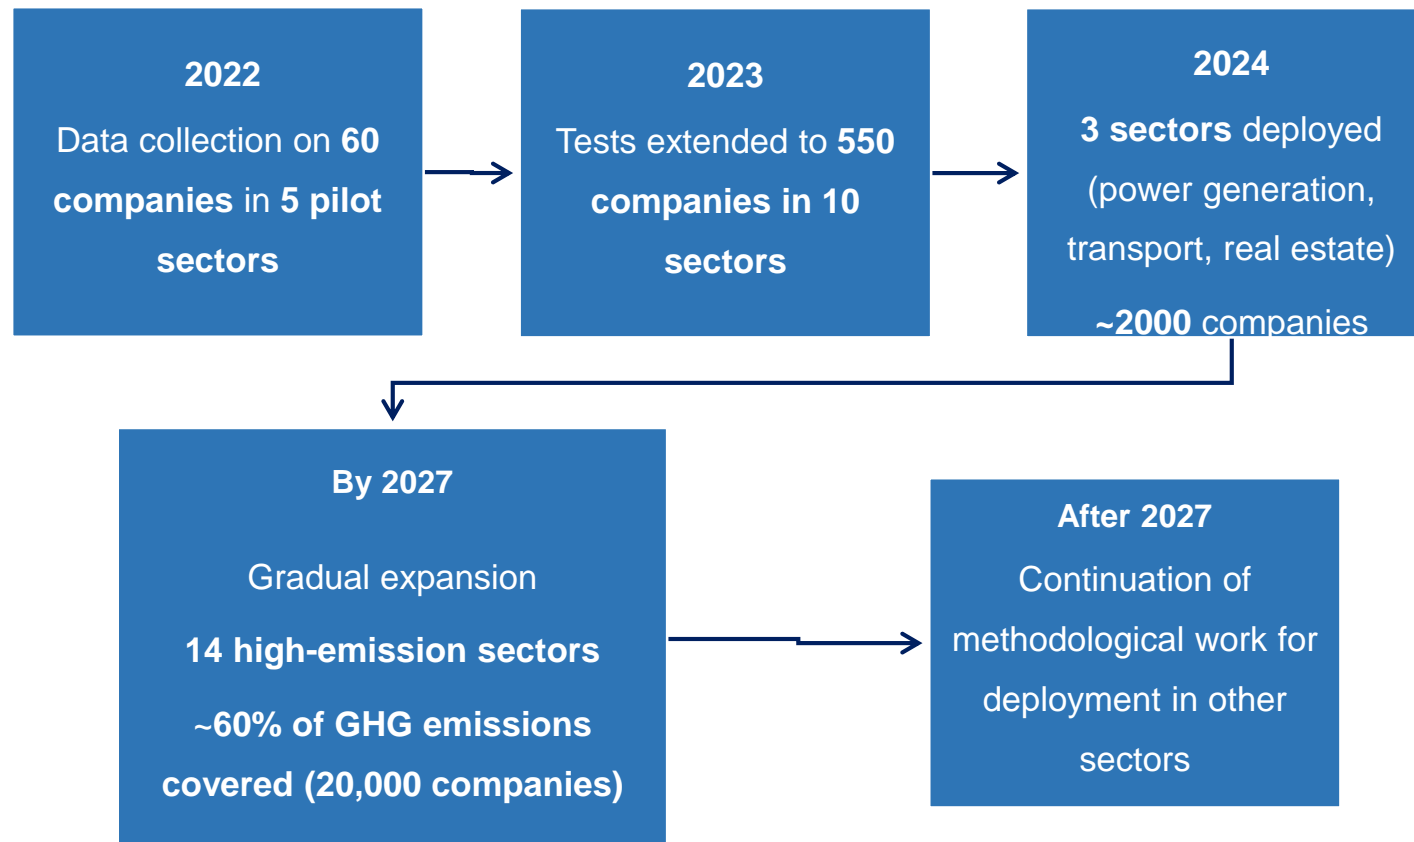 2022
Data collection on 60
companies in 5 pilot
sectors
2023
Tests extended to 550
companies in 10
sectors
2024
3 sectors deployed
(power generation,
transport, real estate)
~2000 companies
By 2027
Gradual expansion
14 high-emission sectors
~60% of GHG emissions
covered (20,000 companies)
After 2027
Continuation of
methodological work for
deployment in other
sectors